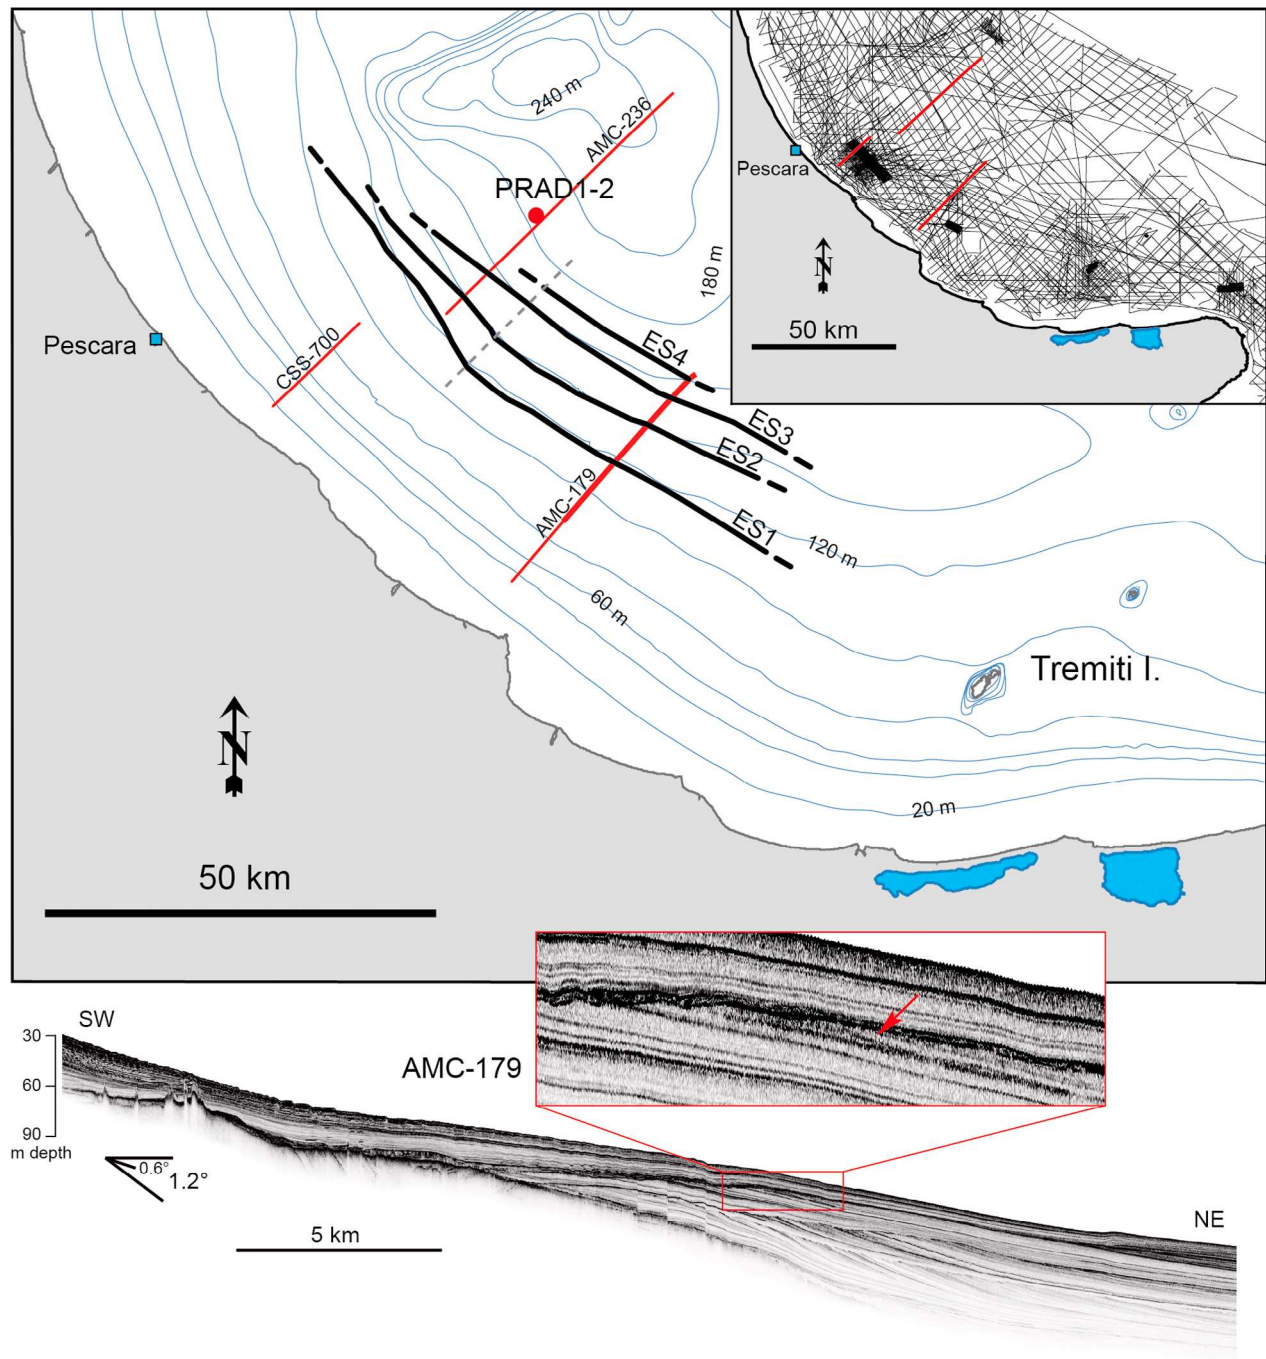 240 m
AMC-236
PRAD1-2
180 m
Pescara
CSS-700
ES4
ES3
ES2
ES1
AMC-179
120 m
60 m
Tremiti I.
20 m
N
50 km
Pescara
N
50 km
SW
30
60
90
m depth
0.6°
1.2°
AMC-179
5 km
NE